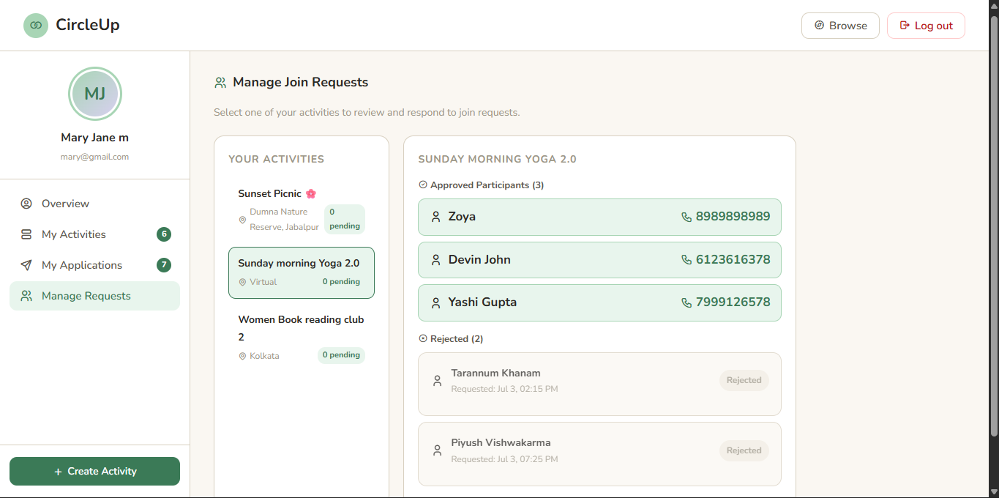 CircleUp
Browse
Log out
MJ
Mary Jane m
mary@gmail.com
Overview
My Activities
6
My Applications
7
Manage Requests
+ Create Activity
Manage Join Requests
Select one of your activities to review and respond to join requests.
YOUR ACTIVITIES
Sunset Picnic 🌸
Dumna Nature
Reserve, Jabalpur
0
pending
Sunday morning Yoga 2.0
Virtual
0 pending
Women Book reading club
2
Kolkata
0 pending
SUNDAY MORNING YOGA 2.0
Approved Participants (3)
Zoya
8989898989
Devin John
6123616378
Yashi Gupta
7999126578
Rejected (2)
Tarannum Khanam
Requested: Jul 3, 02:15 PM
Rejected
Piyush Vishwakarma
Requested: Jul 3, 07:25 PM
Rejected